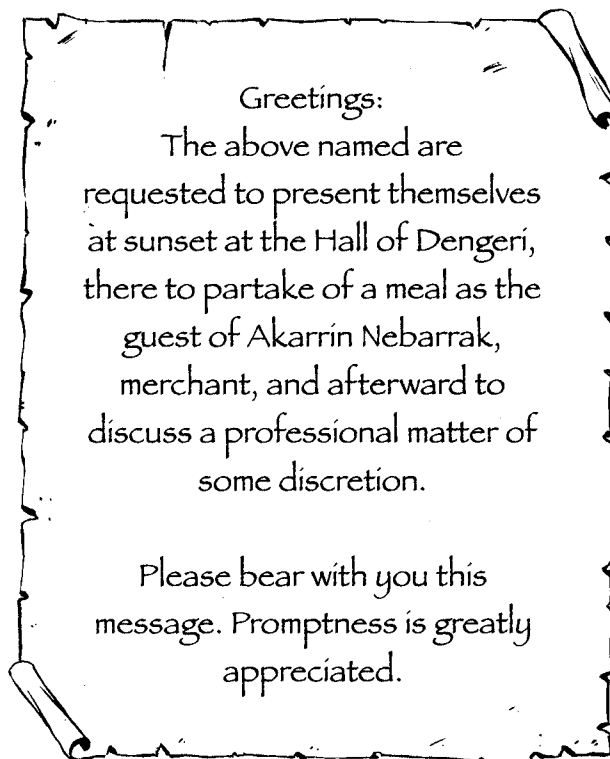 Greetings:
The above named are
requested to present themselves
at sunset at the Hall of Dengeri,
there to partake of a meal as the
guest of Akarrin Nebarrak,
merchant, and afterward to
discuss a professional matter of
some discretion.
Please bear with you this
message. Promptness is greatly
appreciated.